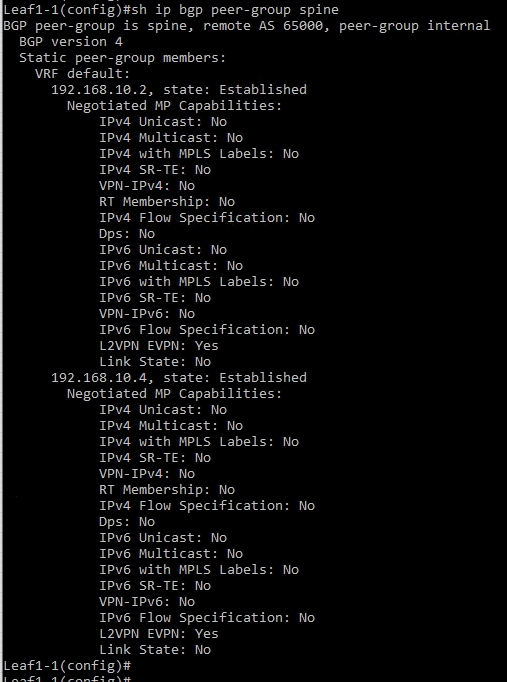 Leaf1-1(config)#sh ip bgp peer-group spine
BGP peer-group is spine, remote AS 65000, peer-group internal
BGP version 4
Static peer-group members:
VRF default:
192.168.10.2, state: Established
Negotiated MP Capabilities:
IPv4 Unicast: No
IPv4 Multicast: No
IPv4 with MPLS Labels: No
IPv4 SR-TE: No
VPN-IPv4: No
RT Membership: No
IPv4 Flow Specification: No
Dps: No
IPv6 Unicast: No
IPv6 Multicast: No
IPv6 with MPLS Labels: No
IPv6 SR-TE: No
VPN-IPv6: No
IPv6 Flow Specification: No
L2VPN EVPN: Yes
Link State: No
192.168.10.4, state: Established
Negotiated MP Capabilities:
IPv4 Unicast: No
IPv4 Multicast: No
IPv4 with MPLS Labels: No
IPv4 SR-TE: No
VPN-IPv4: No
RT Membership: No
IPv4 Flow Specification: No
Dps: No
IPv6 Unicast: No
IPv6 Multicast: No
IPv6 with MPLS Labels: No
IPv6 SR-TE: No
VPN-IPv6: No
IPv6 Flow Specification: No
L2VPN EVPN: Yes
Link State: No
Leaf1-1(config)#
Leaf1-1(config)#